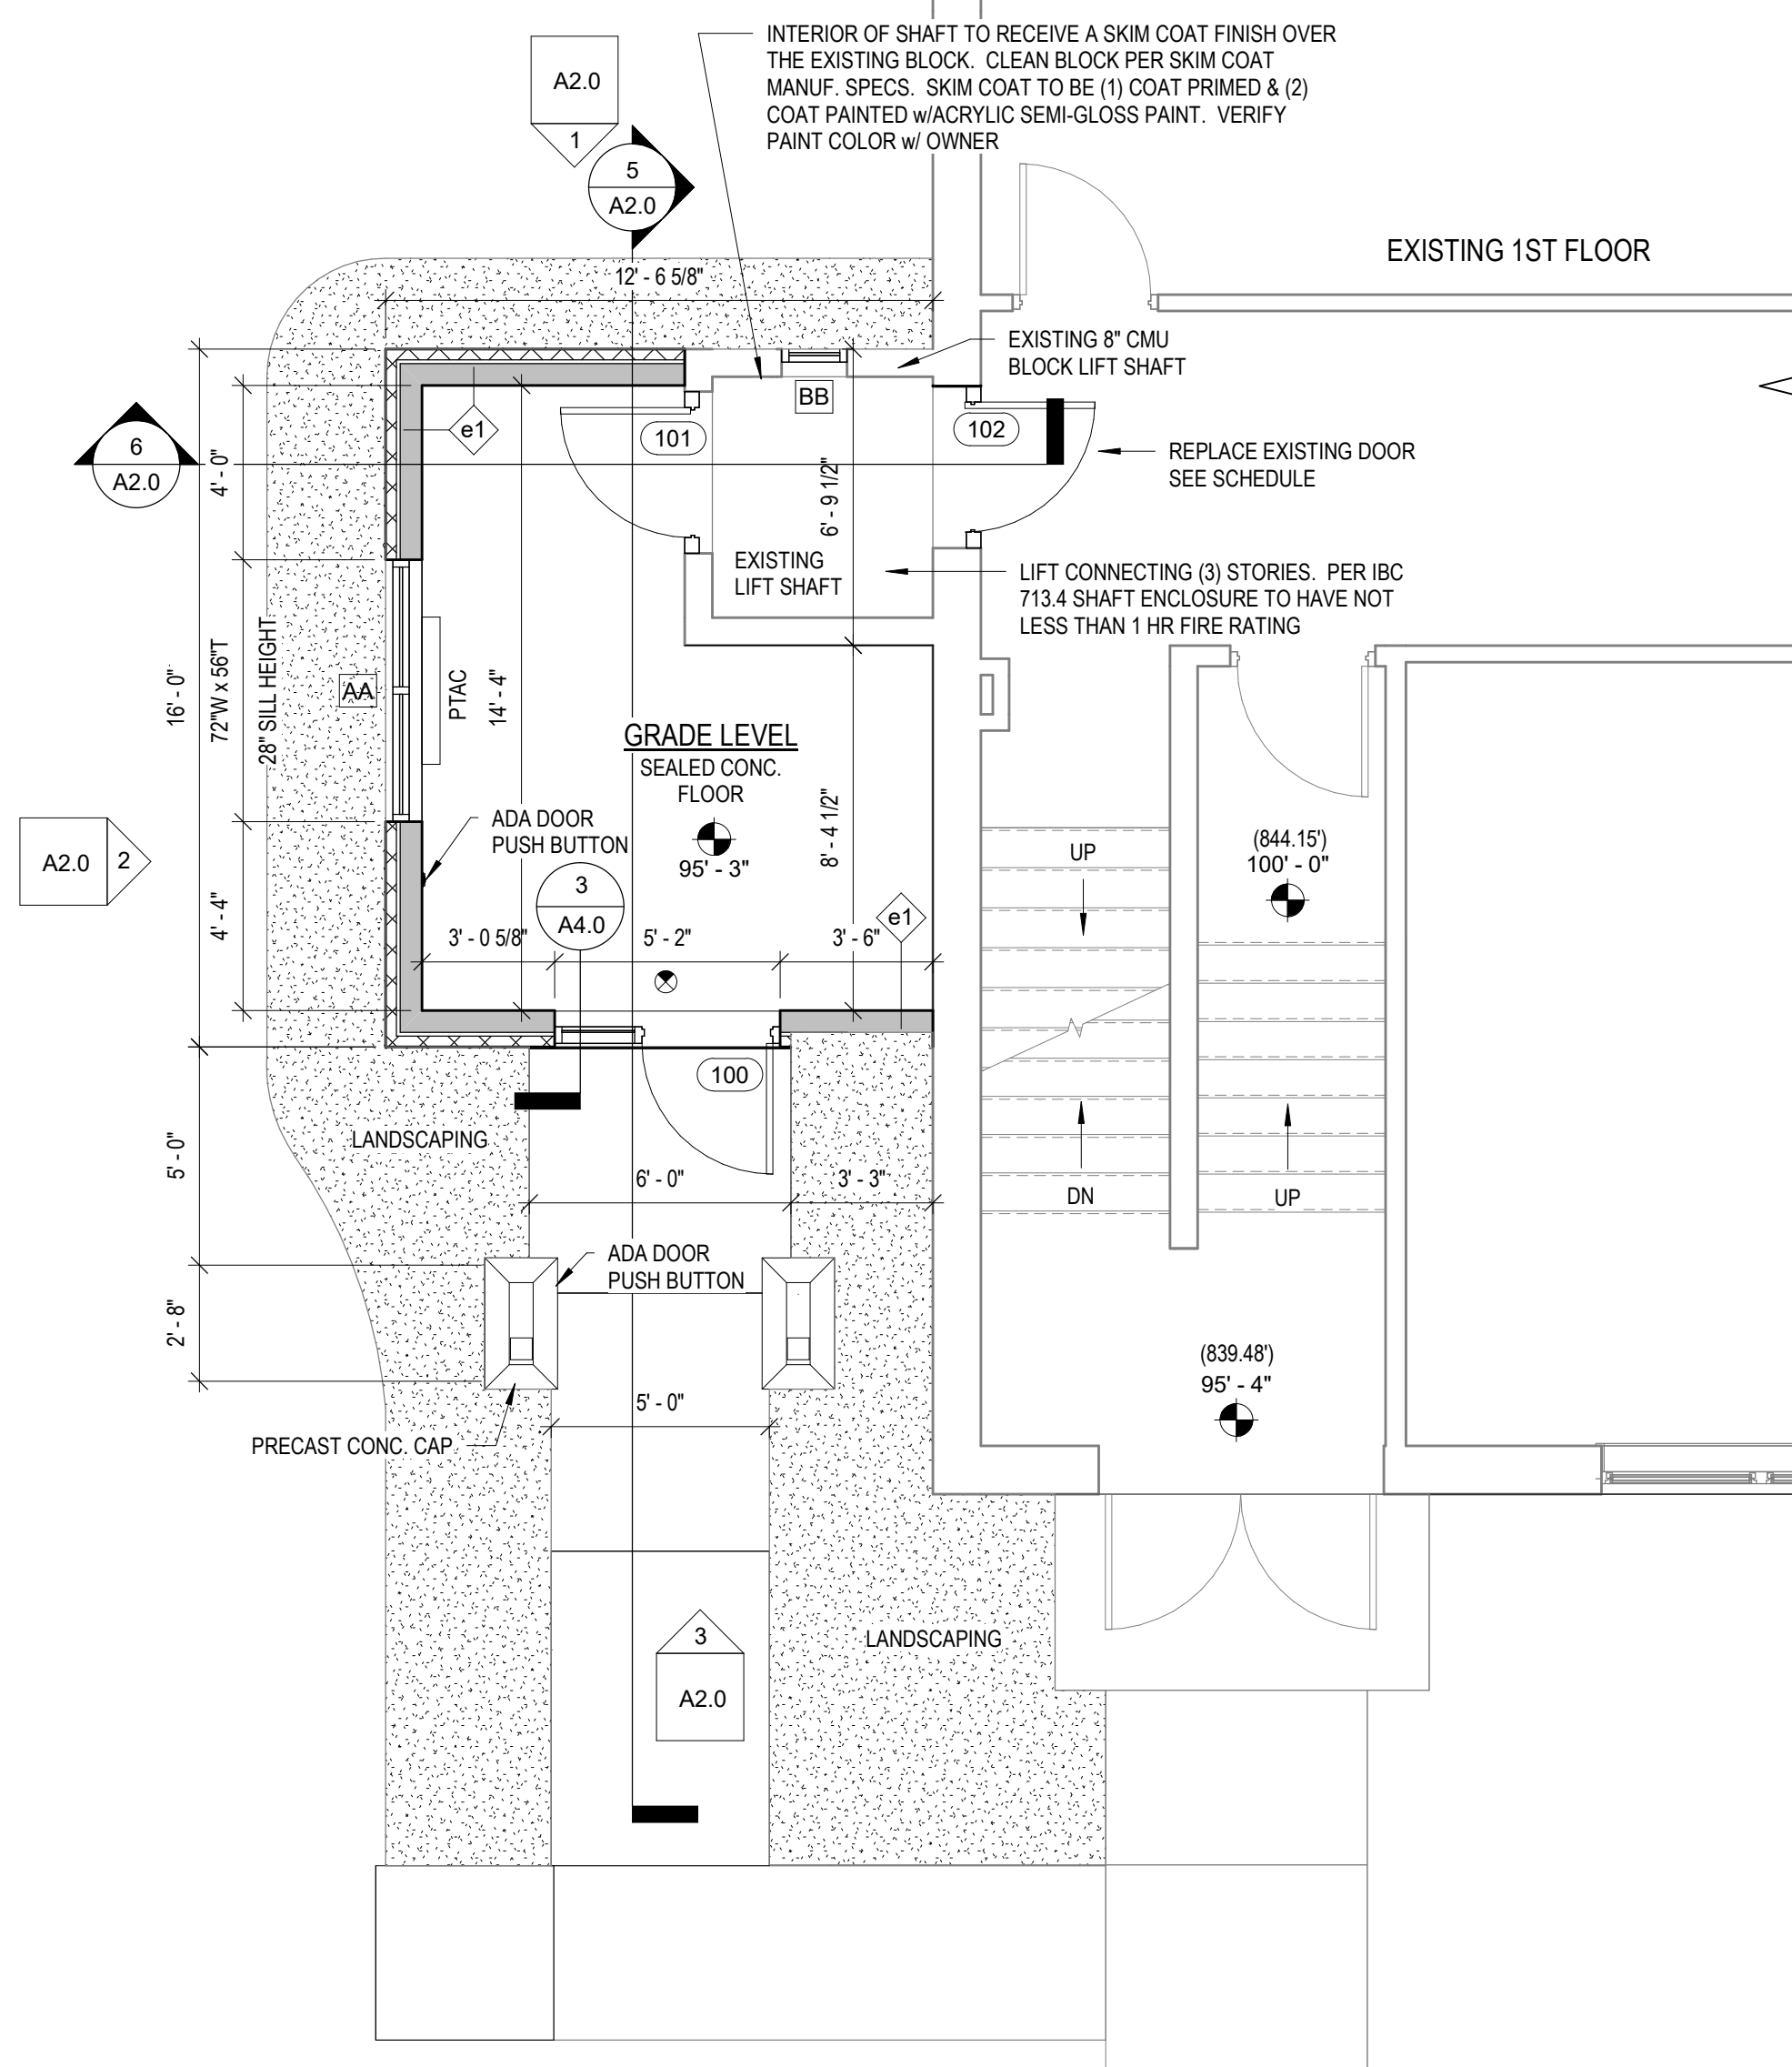 INTERIOR OF SHAFT TO RECEIVE A SKIM COAT FINISH OVER
THE EXISTING BLOCK.  CLEAN BLOCK PER SKIM COAT
MANUF. SPECS.  SKIM COAT TO BE (1) COAT PRIMED & (2)
COAT PAINTED w/ACRYLIC SEMI-GLOSS PAINT.  VERIFY
PAINT COLOR w/ OWNER
A2.0
1
5
A2.0
EXISTING 1ST FLOOR
12' - 6 5/8"
EXISTING 8" CMU
BLOCK LIFT SHAFT
BB
e1
101
102
6
A2.0
4' - 0"
6' - 9 1/2"
REPLACE EXISTING DOOR
SEE SCHEDULE
EXISTING
LIFT SHAFT
LIFT CONNECTING (3) STORIES.  PER IBC
713.4 SHAFT ENCLOSURE TO HAVE NOT
LESS THAN 1 HR FIRE RATING
16' - 0"
72"W x 56"T
28" SILL HEIGHT
AA
PTAC
14' - 4"
GRADE LEVEL
SEALED CONC.
FLOOR
95' - 3"
8' - 4 1/2"
ADA DOOR
PUSH BUTTON
A2.0
2
3
A4.0
UP
(844.15')
100' - 0"
4' - 4"
3' - 0 5/8"
5' - 2"
3' - 6"
e1
100
LANDSCAPING
5' - 0"
6' - 0"
3' - 3"
DN
UP
ADA DOOR
PUSH BUTTON
2' - 8"
(839.48')
95' - 4"
5' - 0"
PRECAST CONC. CAP
3
A2.0
LANDSCAPING